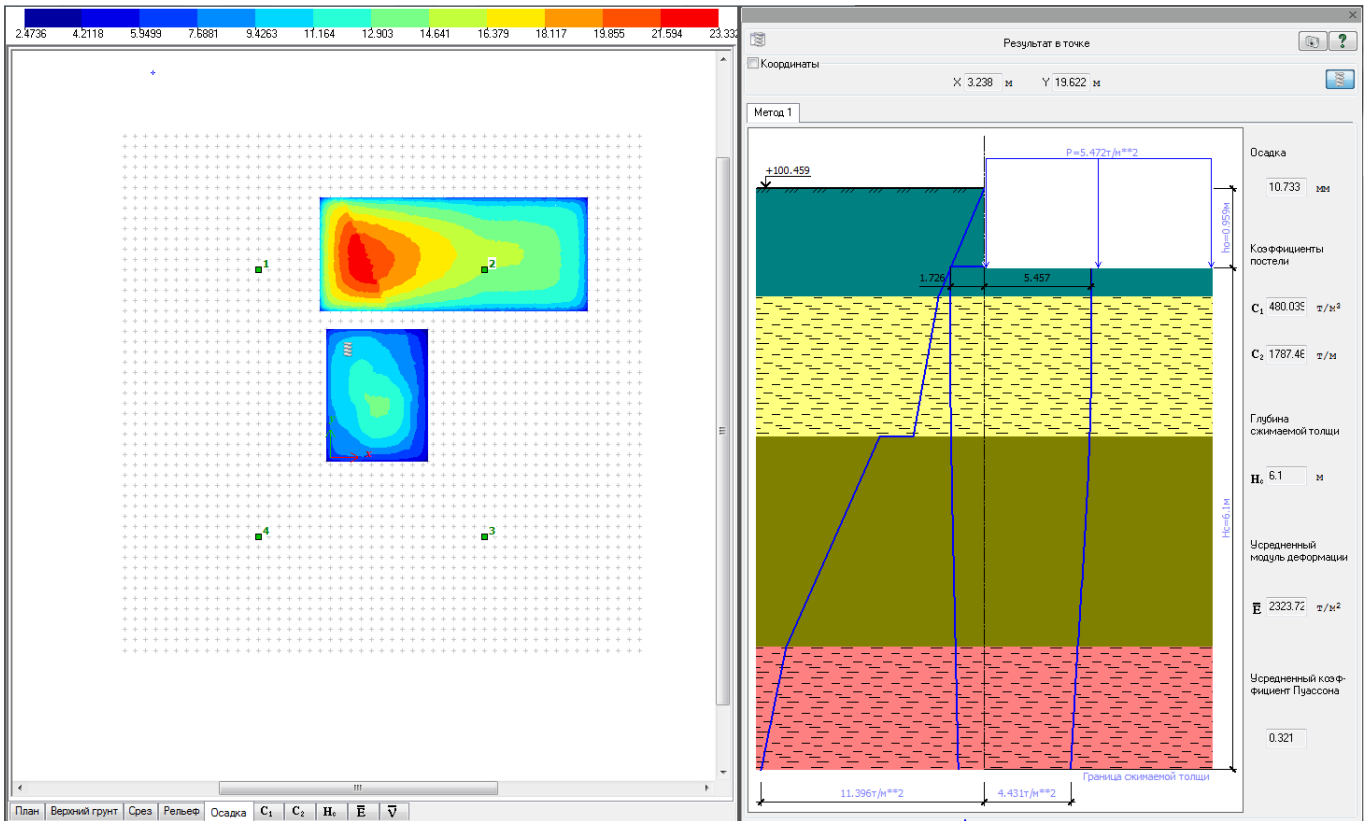 2.4736 4.2118 5.9499 7.6881 9.4263 11.164 12.903 14.641 16.379 18.117 19.855 21.594 23.332
1
2
x
4
3
План Верхний грунт Срез Рельеф Осадка C₁ C₂ Hc E̅ V̅
Результат в точке
?
Координаты
X 3.238 м Y 19.622 м
Метод 1
P=5.472т/м**2
+100.459
ho=0.959м
1.726 5.457
Hc=6.1м
Граница сжимаемой толщи
11.396т/м**2 4.431т/м**2
Осадка
10.733 мм
Коэффициенты
постели
C₁ 480.039 т/м³
C₂ 1787.46 т/м
Глубина
сжимаемой толщи
Hc 6.1 м
Усредненный
модуль деформации
E̅ 2323.72 т/м²
Усредненный коэф-
фициент Пуассона
0.321